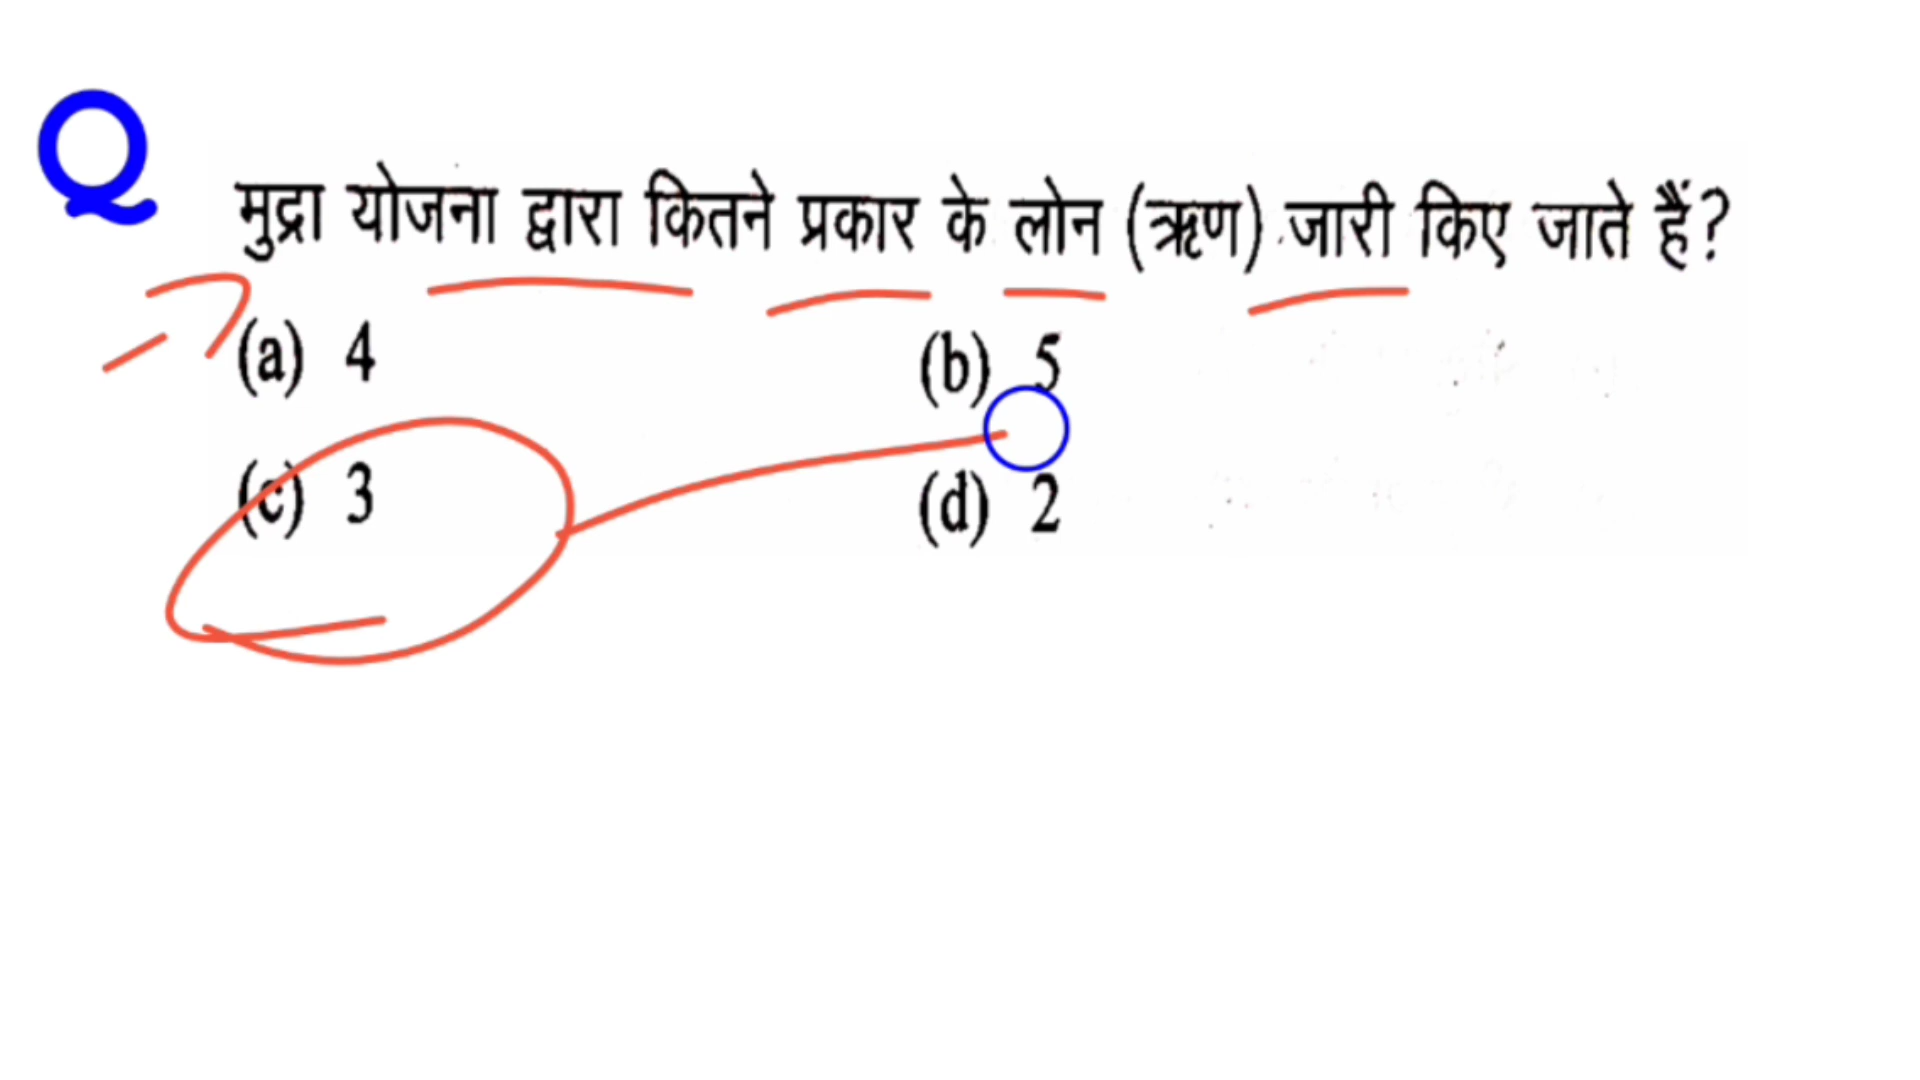 Q
मुद्रा योजना द्वारा कितने प्रकार के लोन (ऋण) जारी किए जाते हैं?
(a) 4 (b) 5
(c) 3 (d) 2